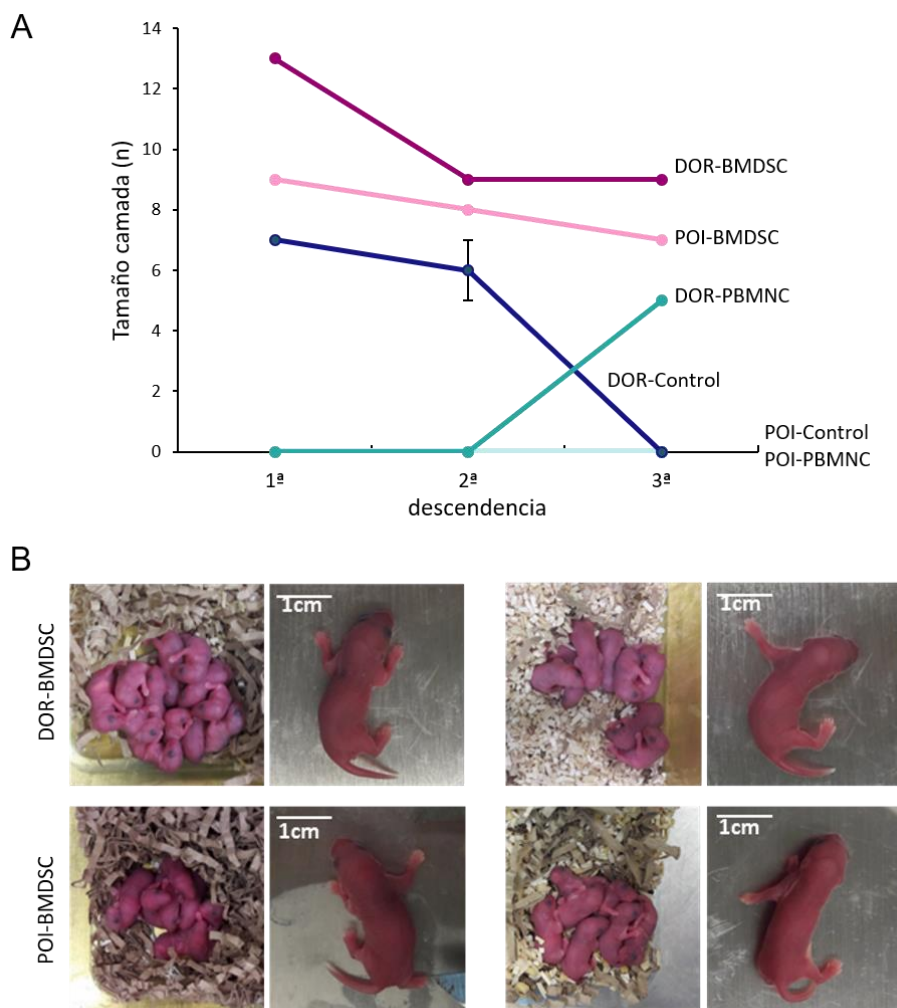 A
14
12
10
8
6
4
2
0
Tamaño camada (n)
DOR-BMDSC
POI-BMDSC
DOR-PBMNC
DOR-Control
POI-Control
POI-PBMNC
1ª 2ª 3ª
descendencia
B
DOR-BMDSC
1cm
1cm
POI-BMDSC
1cm
1cm